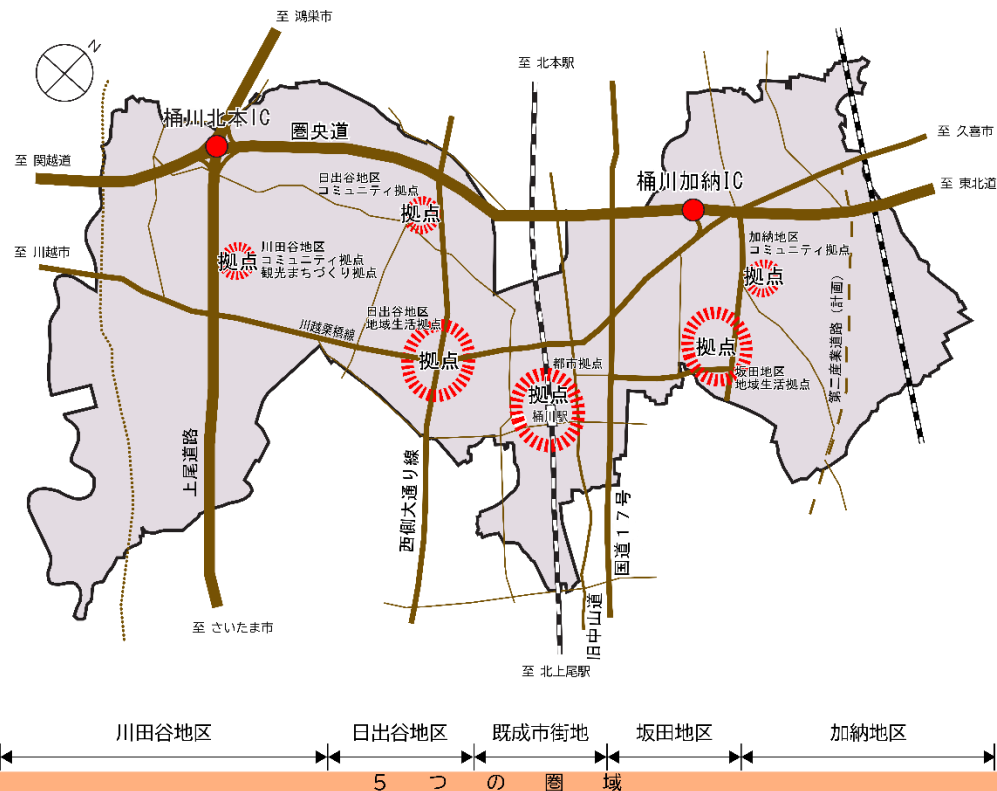 至 鴻巣市
N
至 北本駅
桶川北本IC
圏央道
至 久喜市
至 関越道
日出谷地区
コミュニティ拠点
拠点
桶川加納IC
至 東北道
至 川越市
川田谷地区
コミュニティ拠点
観光まちづくり拠点
拠点
加納地区
コミュニティ拠点
拠点
日出谷地区
地域生活拠点
拠点
川越栗橋線
都市拠点
拠点
桶川駅
拠点
坂田地区
地域生活拠点
第二産業道路(計画)
上尾道路
西側大通り線
国道17号
旧中山道
至 さいたま市
至 北上尾駅
川田谷地区
日出谷地区
既成市街地
坂田地区
加納地区
5つの圏域